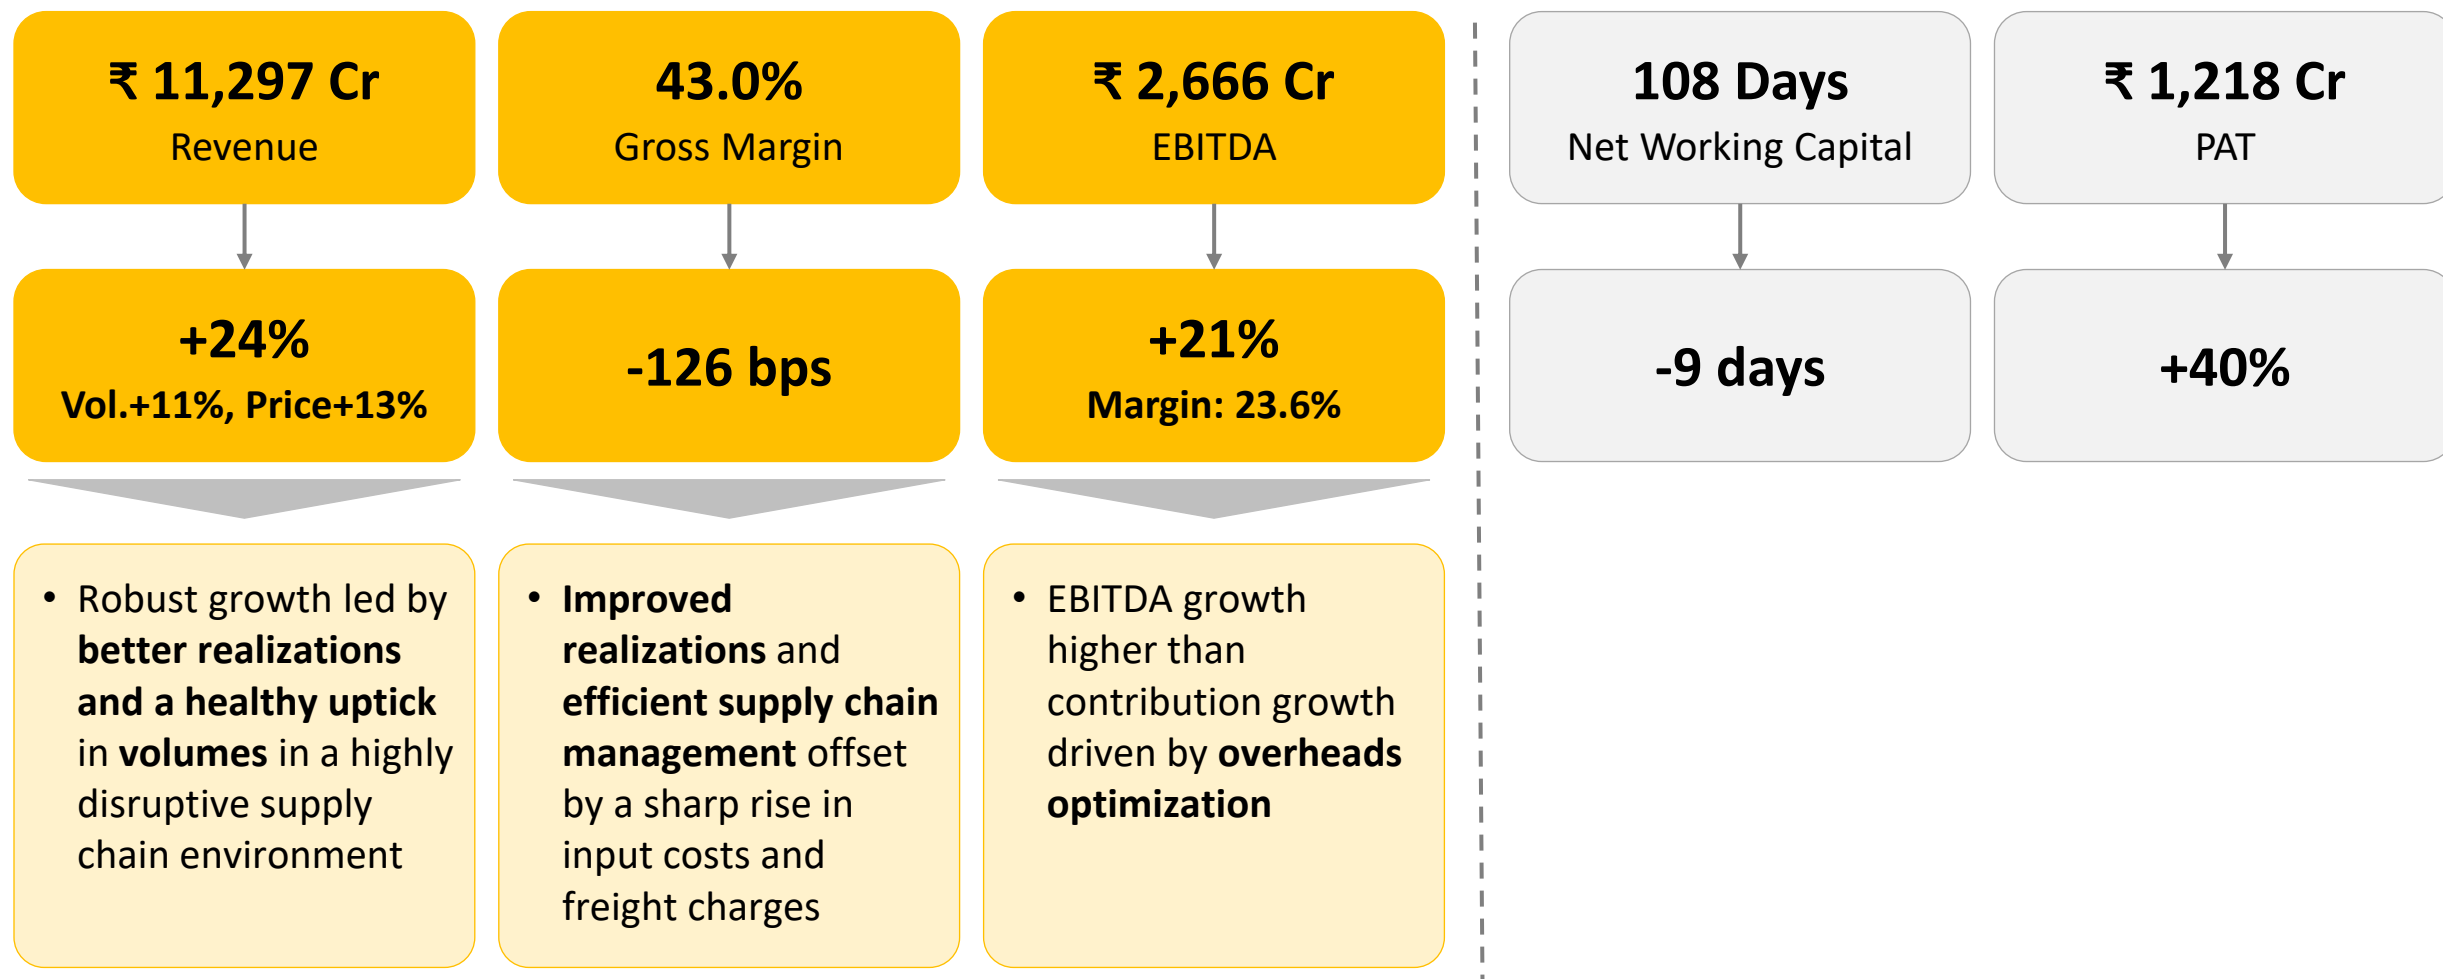 ₹ 11,297 Cr
Revenue
43.0%
Gross Margin
₹ 2,666 Cr
EBITDA
108 Days
Net Working Capital
₹ 1,218 Cr
PAT
+24%
Vol.+11%, Price+13%
-126 bps
+21%
Margin: 23.6%
-9 days
+40%
• Robust growth led by
better realizations
and a healthy uptick
in volumes in a highly
disruptive supply
chain environment
• Improved
realizations and
efficient supply chain
management offset
by a sharp rise in
input costs and
freight charges
• EBITDA growth
higher than
contribution growth
driven by overheads
optimization